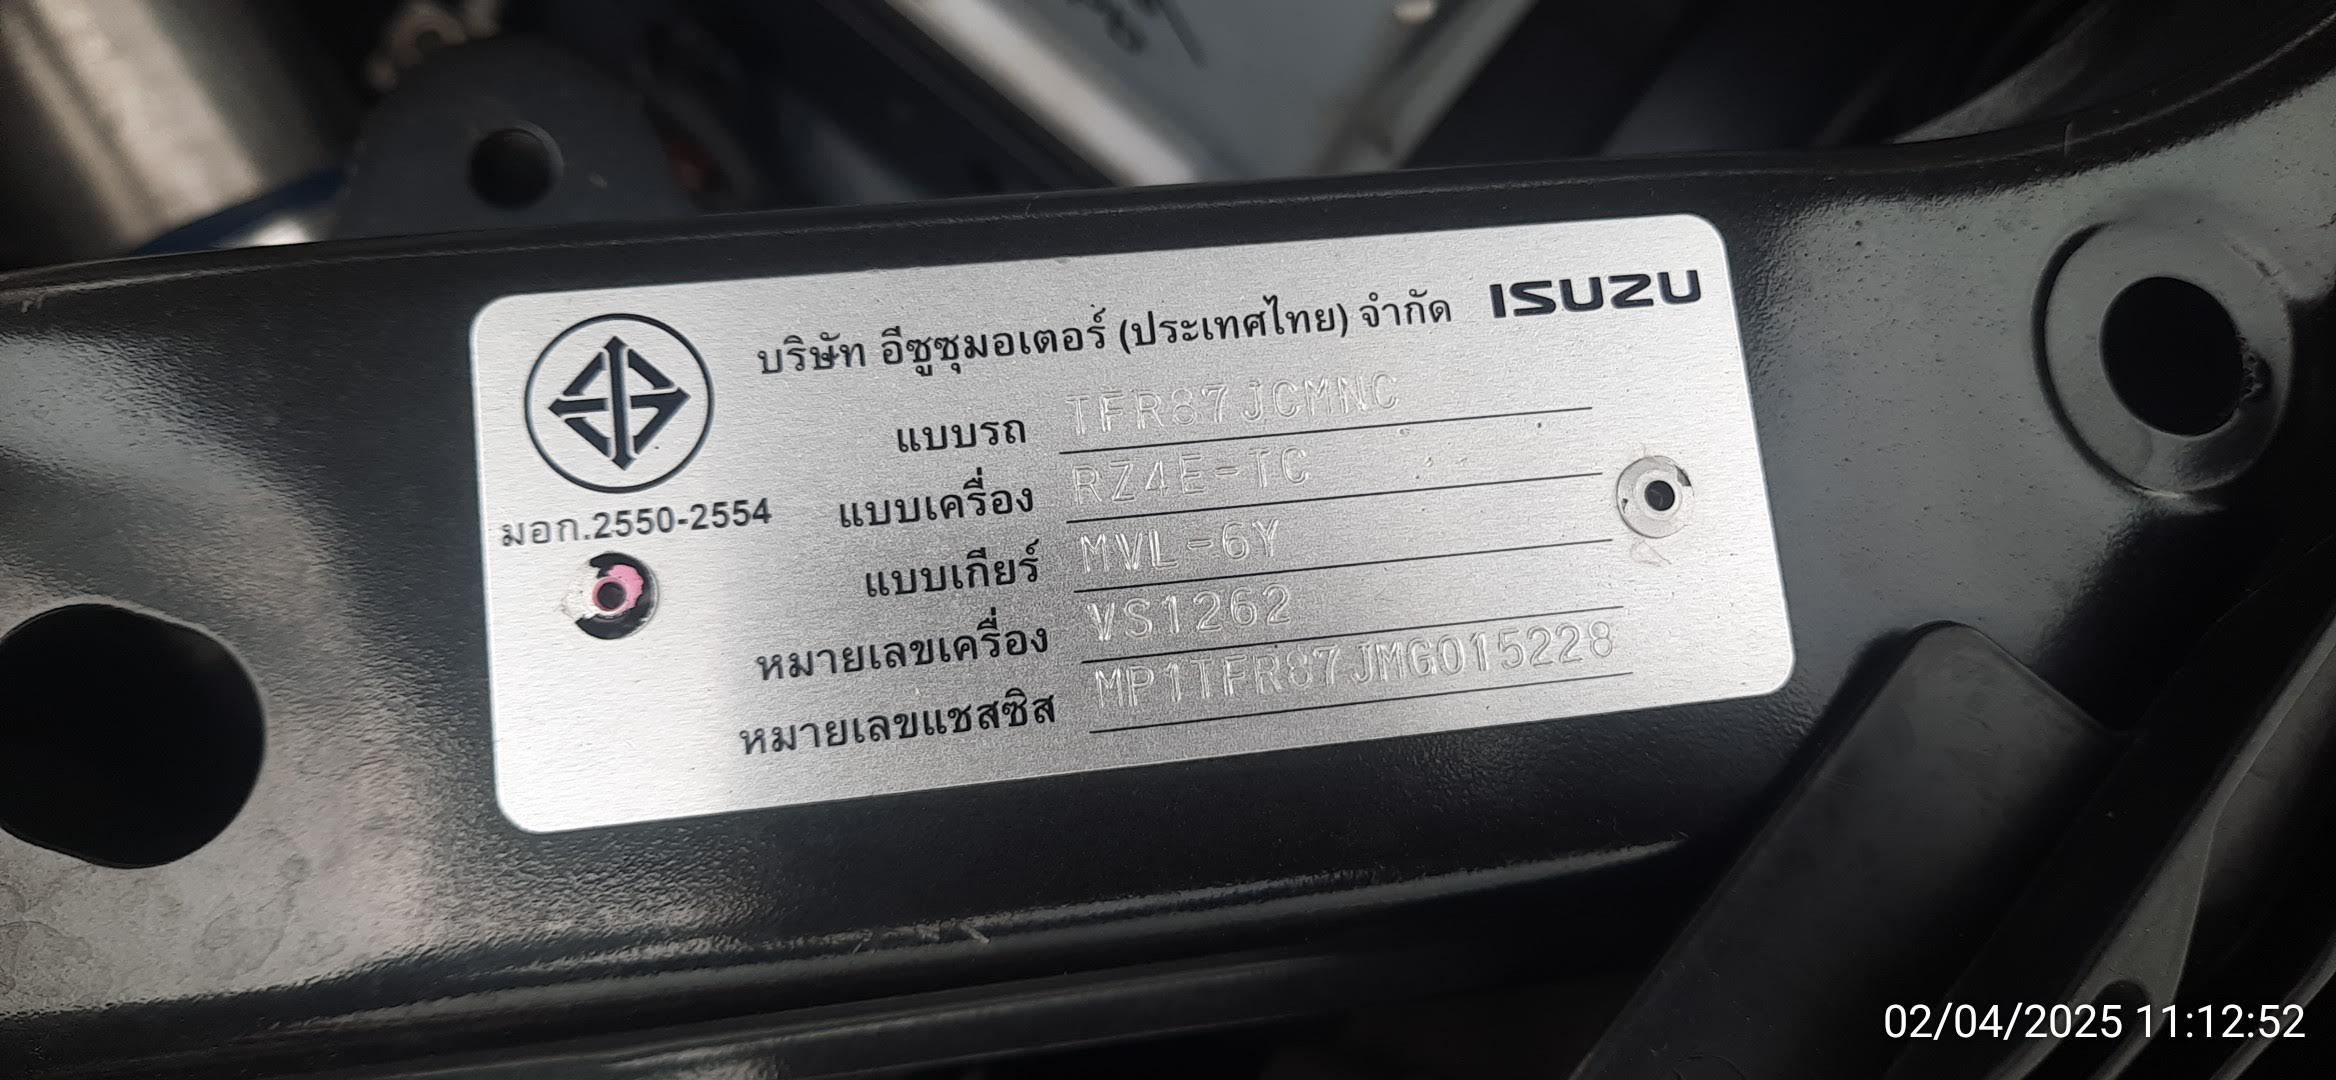 บริษัท อีซูซุมอเตอร์ (ประเทศไทย) จำกัด ISUZU
แบบรถ TFR87JCMNC
มอก.2550-2554
แบบเครื่อง RZ4E-TC
แบบเกียร์ MVL-6Y
หมายเลขเครื่อง VS1262
หมายเลขแชสซิส MP1TFR87JMG015228
02/04/2025 11:12:52